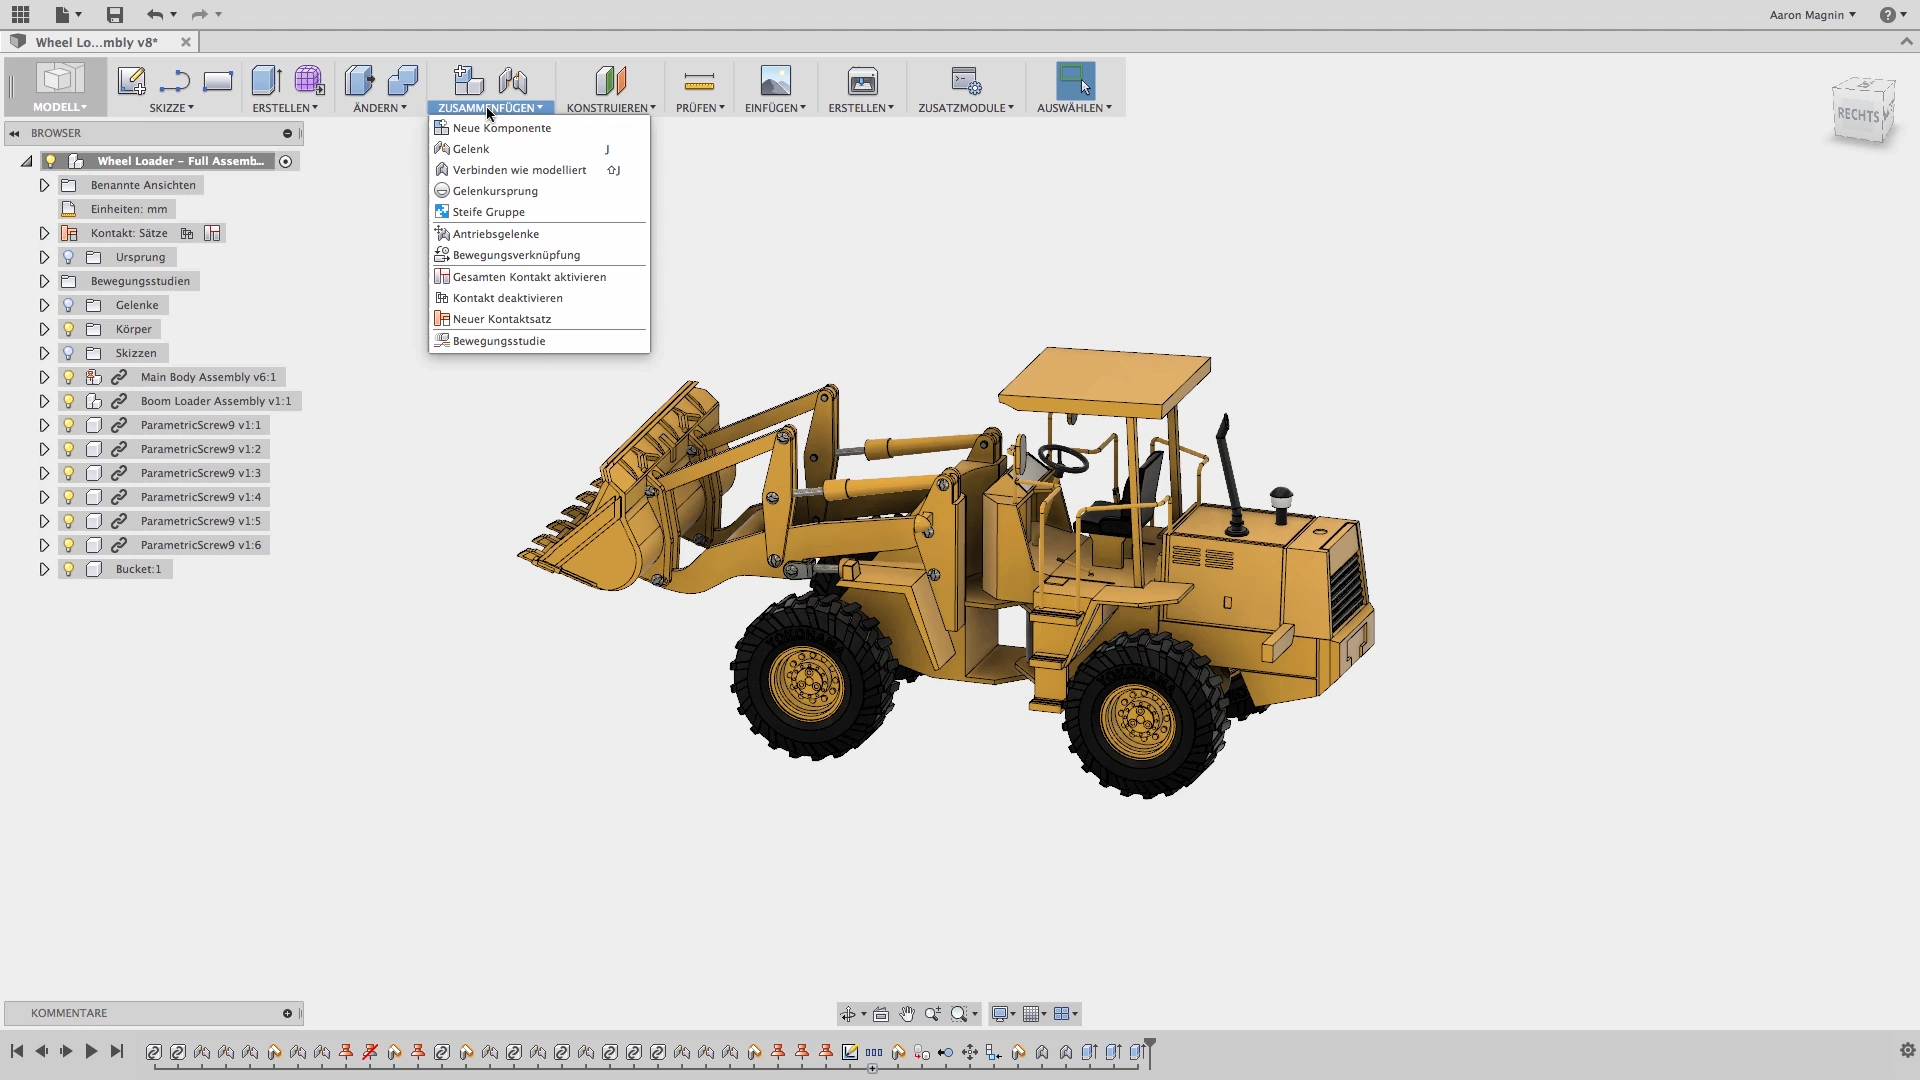 Aaron Magnin
Wheel Lo...mbly v8*
MODELL
SKIZZE
ERSTELLEN
ÄNDERN
ZUSAMMENFÜGEN
KONSTRUIEREN
PRÜFEN
EINFÜGEN
ERSTELLEN
ZUSATZMODULE
AUSWÄHLEN
RECHTS
BROWSER
Wheel Loader - Full Assemb...
Benannte Ansichten
Einheiten: mm
Kontakt: Sätze
Ursprung
Bewegungsstudien
Gelenke
Körper
Skizzen
Main Body Assembly v6:1
Boom Loader Assembly v1:1
ParametricScrew9 v1:1
ParametricScrew9 v1:2
ParametricScrew9 v1:3
ParametricScrew9 v1:4
ParametricScrew9 v1:5
ParametricScrew9 v1:6
Bucket:1
Neue Komponente
Gelenk J
Verbinden wie modelliert ⇧J
Gelenkursprung
Steife Gruppe
Antriebsgelenke
Bewegungsverknüpfung
Gesamten Kontakt aktivieren
Kontakt deaktivieren
Neuer Kontaktsatz
Bewegungsstudie
YOKOHAMA
YOKOHAMA
KOMMENTARE